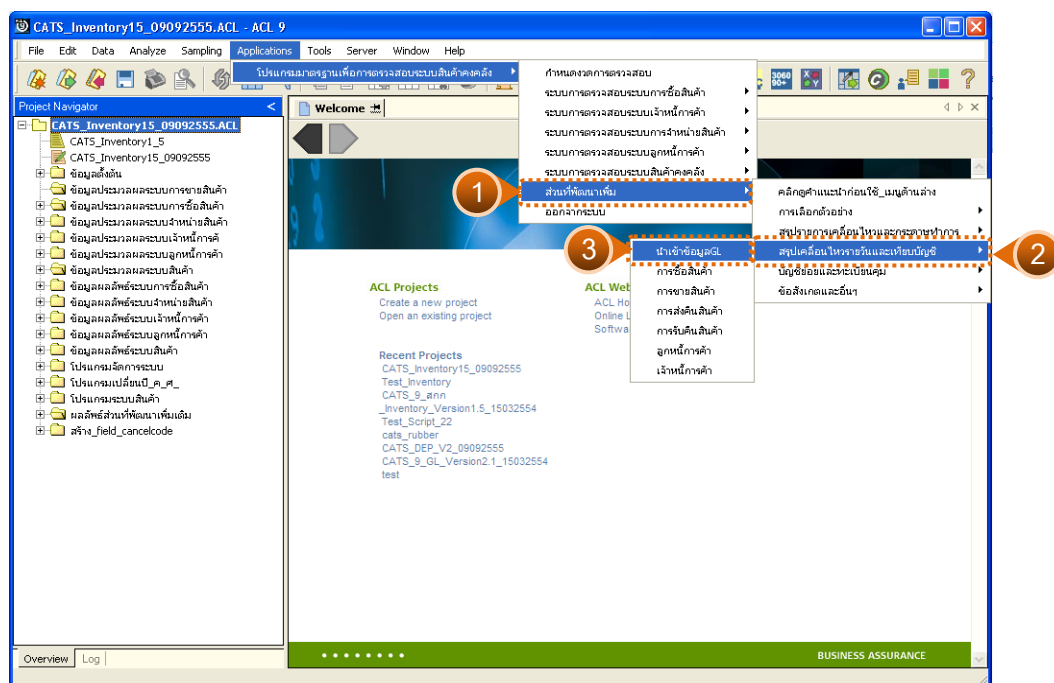 CATS_Inventory15_09092555.ACL - ACL 9
File Edit Data Analyze Sampling Applications Tools Server Window Help
โปรแกรมมาตรฐานเพื่อการตรวจสอบระบบสินค้าคงคลัง
กำหนดงวดการตรวจสอบ
ระบบการตรวจสอบระบบการซื้อสินค้า
ระบบการตรวจสอบระบบเจ้าหนี้การค้า
ระบบการตรวจสอบระบบการจำหน่ายสินค้า
ระบบการตรวจสอบระบบลูกหนี้การค้า
ระบบการตรวจสอบระบบสินค้าคงคลัง
1 ส่วนที่พัฒนาเพิ่ม
ออกจากระบบ
คลิกดูคำแนะนำก่อนใช้_เมนูด้านล่าง
การเลือกตัวอย่าง
สรุปรายการเคลื่อนไหวและกระดาษทำการ
สรุปเคลื่อนไหวรายวันและเทียบบัญชี 2
บัญชีย่อยและทะเบียนคุม
ข้อสังเกตและอื่นๆ
3 นำเข้าข้อมูลGL
การซื้อสินค้า
การขายสินค้า
การส่งคืนสินค้า
การรับคืนสินค้า
ลูกหนี้การค้า
เจ้าหนี้การค้า
Project Navigator <
CATS_Inventory15_09092555.ACL
CATS_Inventory1_5
CATS_Inventory15_09092555
ข้อมูลตั้งต้น
ข้อมูลประมวลผลระบบการขายสินค้า
ข้อมูลประมวลผลระบบการซื้อสินค้า
ข้อมูลประมวลผลระบบจำหน่ายสินค้า
ข้อมูลประมวลผลระบบเจ้าหนี้การค้
ข้อมูลประมวลผลระบบลูกหนี้การค้า
ข้อมูลประมวลผลระบบสินค้า
ข้อมูลผลลัพธ์ระบบการซื้อสินค้า
ข้อมูลผลลัพธ์ระบบจำหน่ายสินค้า
ข้อมูลผลลัพธ์ระบบเจ้าหนี้การค้า
ข้อมูลผลลัพธ์ระบบลูกหนี้การค้า
ข้อมูลผลลัพธ์ระบบสินค้า
โปรแกรมจัดการระบบ
โปรแกรมเปลี่ยนปี_ค_ศ_
โปรแกรมระบบสินค้า
ผลลัพธ์ส่วนที่พัฒนาเพิ่มเติม
สร้าง_field_cancelcode
Overview Log
Welcome
ACL Projects
Create a new project
Open an existing project
ACL Web
ACL Ho
Online L
Softwa
Recent Projects
CATS_Inventory15_09092555
Test_Inventory
CATS_9_สตก
_Inventory_Version1.5_15032554
Test_Script_22
cats_rubber
CATS_DEP_V2_09092555
CATS_9_GL_Version2.1_15032554
test
BUSINESS ASSURANCE